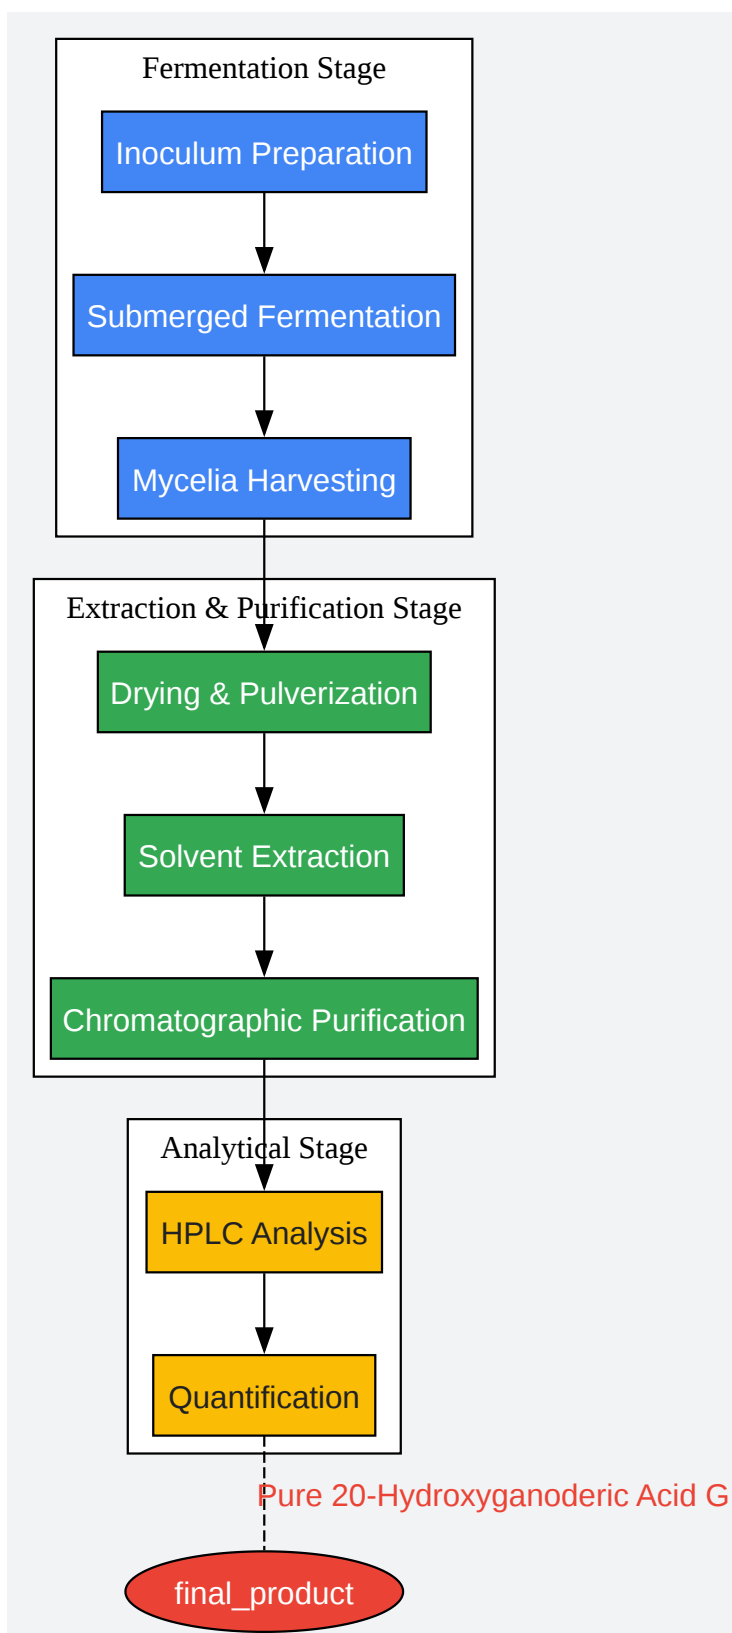 Fermentation Stage
Inoculum Preparation
Submerged Fermentation
Mycelia Harvesting
Extraction & Purification Stage
Drying & Pulverization
Solvent Extraction
Chromatographic Purification
Analytical Stage
HPLC Analysis
Quantification
Pure 20-Hydroxyganoderic Acid G
final_product